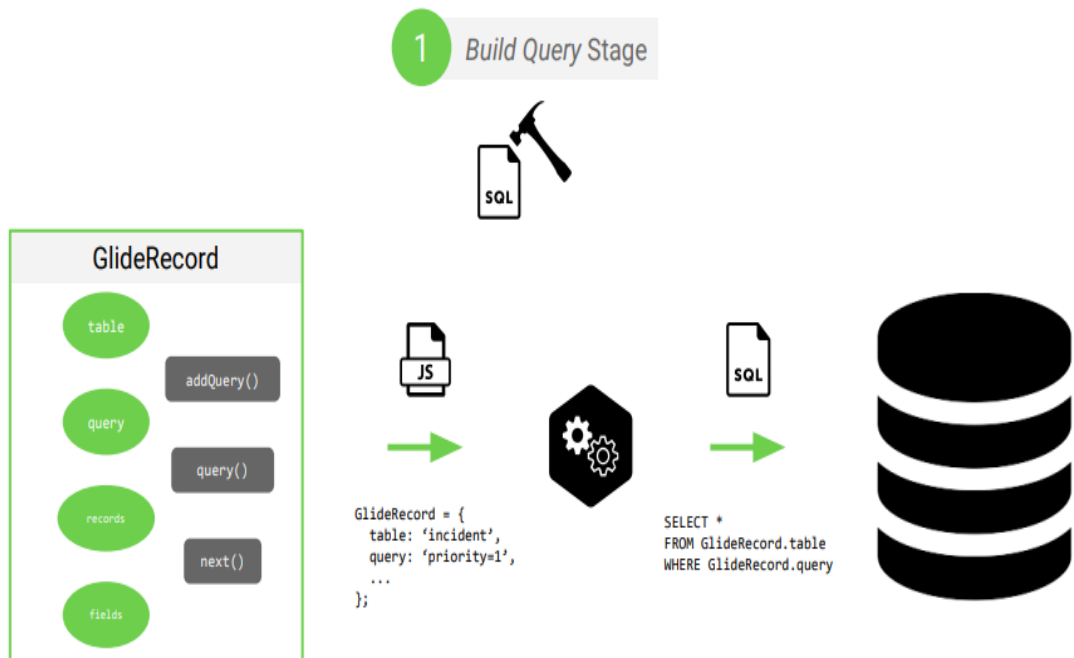 1 Build Query Stage
SQL
GlideRecord
table
addQuery()
query
query()
records
next()
fields
JS
GlideRecord = {
table: ‘incident’,
query: ‘priority=1’,
...
};
SQL
SELECT *
FROM GlideRecord.table
WHERE GlideRecord.query